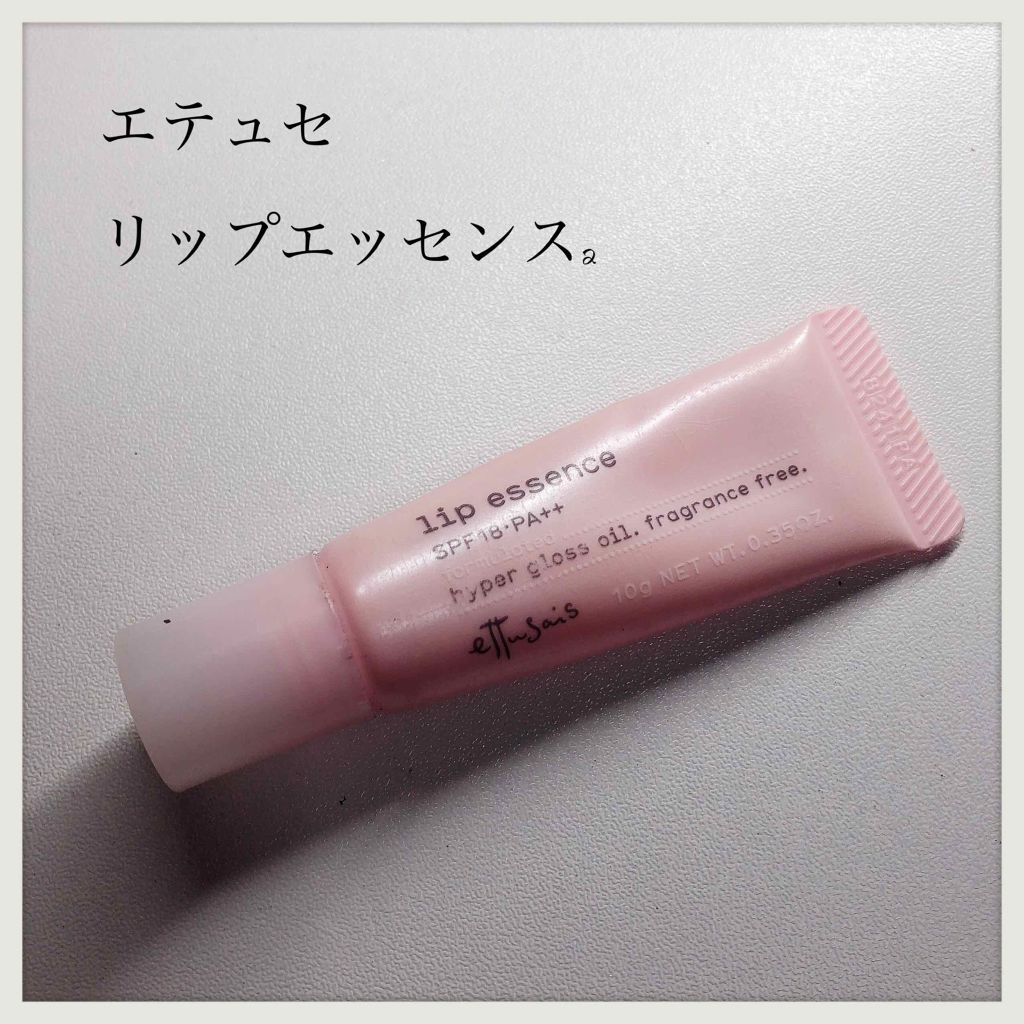 エテュセ
リップエッセンスa
lip essence
SPF18・PA++
hyper gloss oil. fragrance free.
10g NET WT. 0.35OZ.
ettusais